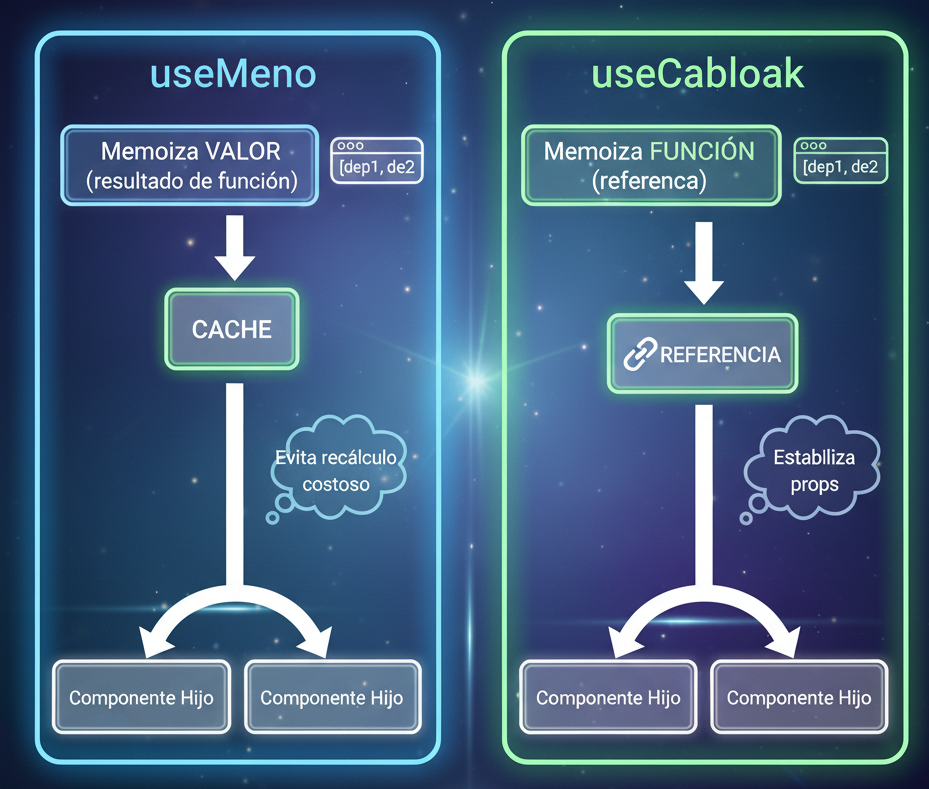 useMeno
Memoiza VALOR
(resultado de función)
[dep1, de2
CACHE
Evita recálculo
costoso
Componente Hijo
Componente Hijo
useCabloak
Memoiza FUNCIÓN
(referenca)
[dep1, de2
REFERENCIA
Establliza
props
Componente Hijo
Componente Hijo